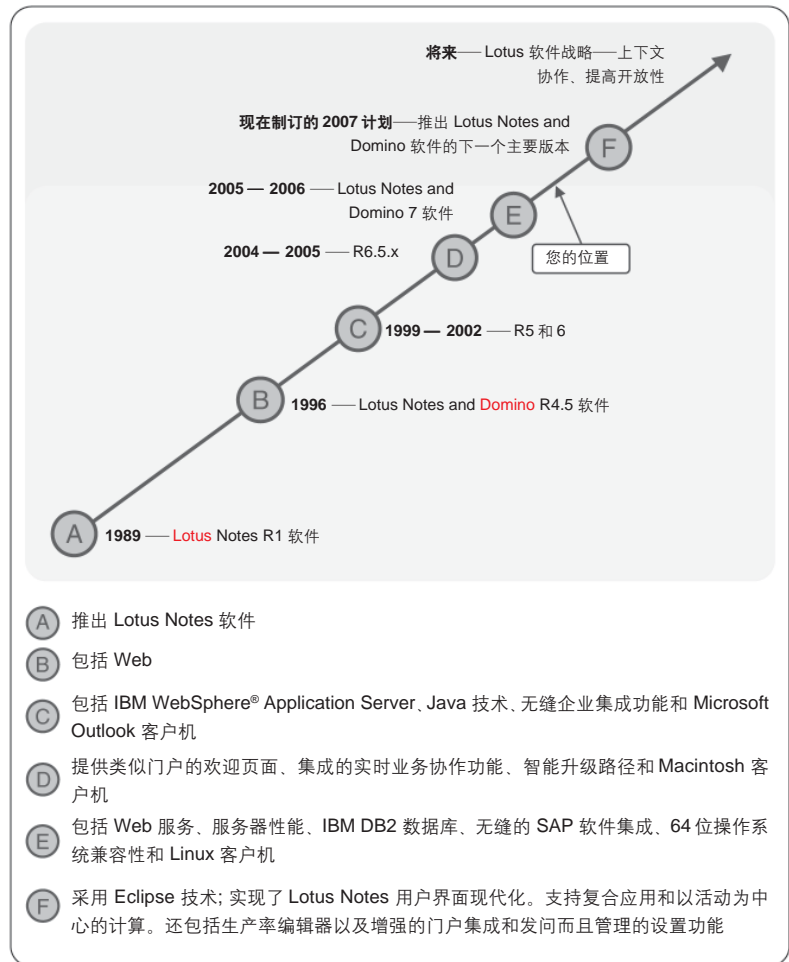 将来——Lotus 软件战略——上下文
协作、提高开放性
现在制订的 2007 计划——推出 Lotus Notes and
Domino 软件的下一个主要版本
F
2005 — 2006 ——Lotus Notes and
Domino 7 软件
E
2004 — 2005 ——R6.5.x
D
您的位置
C
1999 — 2002 ——R5 和 6
B
1996 ——Lotus Notes and Domino R4.5 软件
A
1989 ——Lotus Notes R1 软件
A 推出 Lotus Notes 软件
B 包括 Web
C 包括 IBM WebSphere® Application Server、Java 技术、无缝企业集成功能和 Microsoft
Outlook 客户机
D 提供类似门户的欢迎页面、集成的实时业务协作功能、智能升级路径和 Macintosh 客
户机
E 包括 Web 服务、服务器性能、IBM DB2 数据库、无缝的 SAP 软件集成、64 位操作系
统兼容性和 Linux 客户机
F 采用 Eclipse 技术; 实现了 Lotus Notes 用户界面现代化。支持复合应用和以活动为中
心的计算。还包括生产率编辑器以及增强的门户集成和发问而且管理的设置功能